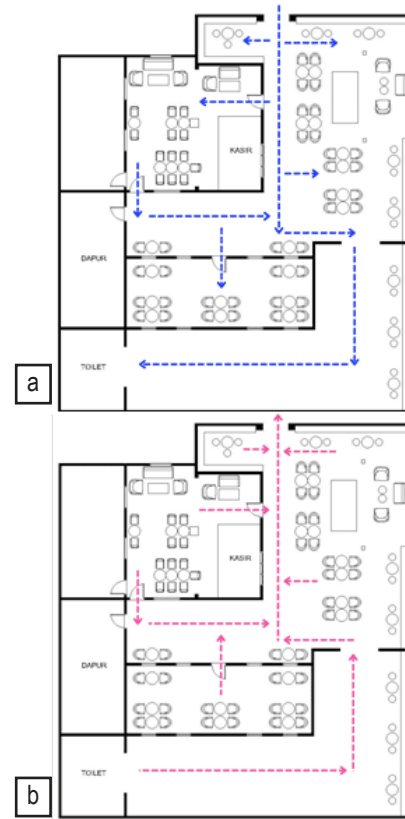 KASIR
DAPUR
TOILET
a
KASIR
DAPUR
TOILET
b